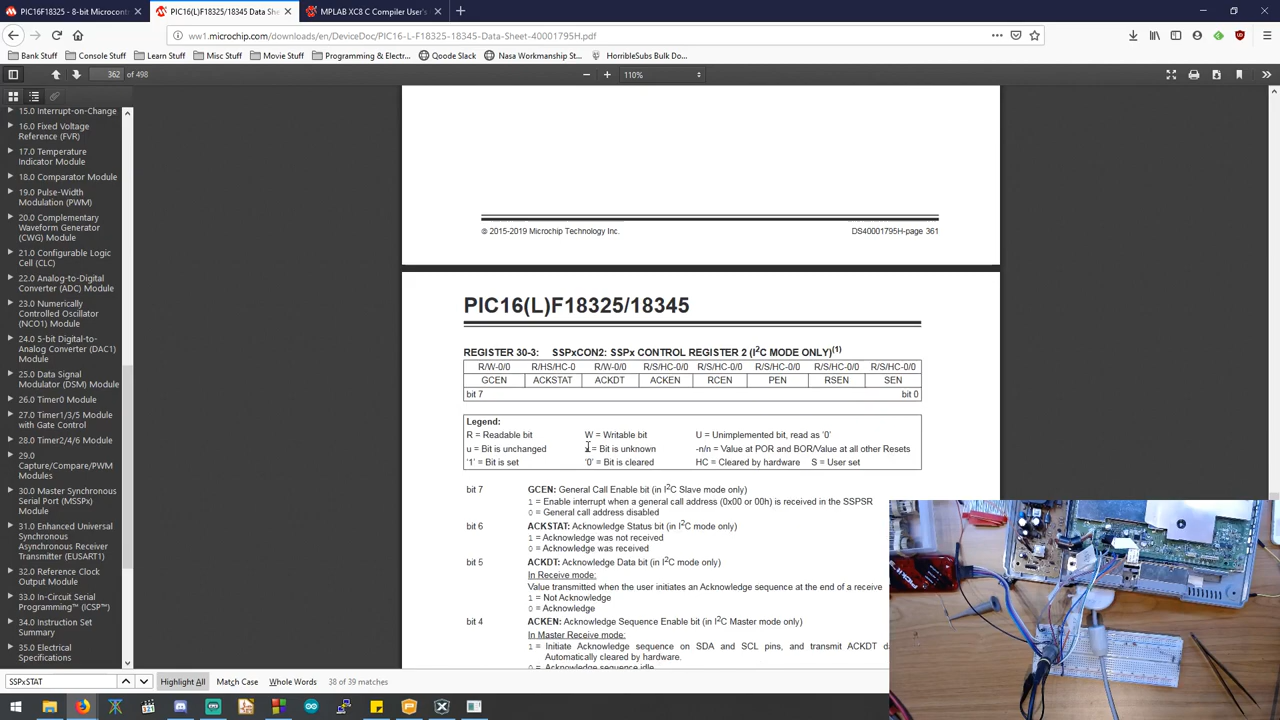 PIC16F18325 - 8-bit Microcont
PIC16(L)F18325/18345 Data She
MPLAB XC8 C Compiler User's
ww1.microchip.com/downloads/en/DeviceDoc/PIC16-L-F18325-18345-Data-Sheet-40001795H.pdf
Bank Stuff Console Stuff Learn Stuff Misc Stuff Movie Stuff Programming & Electr... Qode Slack Nasa Workmanship St... HorribleSubs Bulk Do...
362 of 498 110%
15.0 Interrupt-on-Change
16.0 Fixed Voltage
Reference (FVR)
17.0 Temperature
Indicator Module
18.0 Comparator Module
19.0 Pulse-Width
Modulation (PWM)
20.0 Complementary
Waveform Generator
(CWG) Module
21.0 Configurable Logic
Cell (CLC)
22.0 Analog-to-Digital
Converter (ADC) Module
23.0 Numerically
Controlled Oscillator
(NCO1) Module
24.0 5-bit Digital-to-
Analog Converter (DAC1)
Module
25.0 Data Signal
Modulator (DSM) Module
26.0 Timer0 Module
27.0 Timer1/3/5 Module
with Gate Control
28.0 Timer2/4/6 Module
29.0
Capture/Compare/PWM
Modules
30.0 Master Synchronous
Serial Port (MSSPx)
Module
31.0 Enhanced Universal
Synchronous
Asynchronous Receiver
Transmitter (EUSART1)
32.0 Reference Clock
Output Module
33.0 In-Circuit Serial
Programming™ (ICSP™)
34.0 Instruction Set
Summary
35.0 Electrical
Specifications
© 2015-2019 Microchip Technology Inc. DS40001795H-page 361
PIC16(L)F18325/18345
REGISTER 30-3: SSPxCON2: SSPx CONTROL REGISTER 2 (I²C MODE ONLY)(1)
R/W-0/0 R/HS/HC-0 R/W-0/0 R/S/HC-0/0 R/S/HC-0/0 R/S/HC-0/0 R/S/HC-0/0 R/S/HC-0/0
GCEN ACKSTAT ACKDT ACKEN RCEN PEN RSEN SEN
bit 7 bit 0
Legend:
R = Readable bit W = Writable bit U = Unimplemented bit, read as ‘0’
u = Bit is unchanged x = Bit is unknown -n/n = Value at POR and BOR/Value at all other Resets
‘1’ = Bit is set ‘0’ = Bit is cleared HC = Cleared by hardware S = User set
bit 7 GCEN: General Call Enable bit (in I²C Slave mode only)
1 = Enable interrupt when a general call address (0x00 or 00h) is received in the SSPSR
0 = General call address disabled
bit 6 ACKSTAT: Acknowledge Status bit (in I²C mode only)
1 = Acknowledge was not received
0 = Acknowledge was received
bit 5 ACKDT: Acknowledge Data bit (in I²C mode only)
In Receive mode:
Value transmitted when the user initiates an Acknowledge sequence at the end of a receive
1 = Not Acknowledge
0 = Acknowledge
bit 4 ACKEN: Acknowledge Sequence Enable bit (in I²C Master mode only)
In Master Receive mode:
1 = Initiate Acknowledge sequence on SDA and SCL pins, and transmit ACKDT d
Automatically cleared by hardware.
0 = Acknowledge sequence idle
SSPxSTAT Highlight All Match Case Whole Words 38 of 39 matches